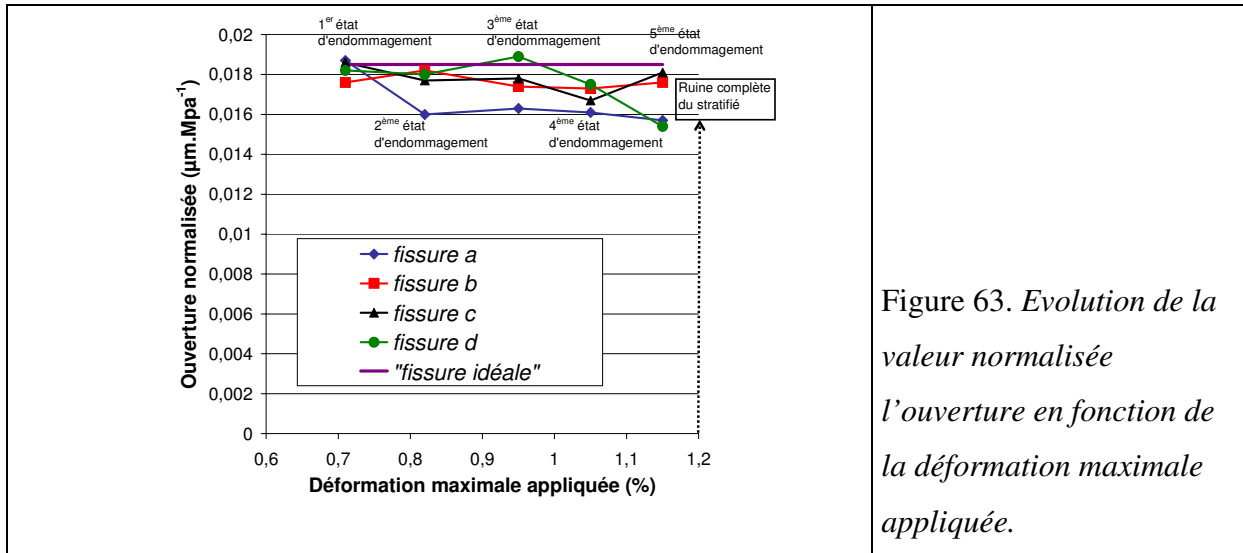 1er état
d'endommagement
3ème état
d'endommagement
5ème état
d'endommagement
0,02
0,018
0,016
0,014
0,012
0,01
0,008
0,006
0,004
0,002
0
Ouverture normalisée (µm.Mpa-1)
2ème état
d'endommagement
4ème état
d'endommagement
Ruine complète
du stratifié
fissure a
fissure b
fissure c
fissure d
"fissure idéale"
0,6 0,7 0,8 0,9 1 1,1 1,2
Déformation maximale appliquée (%)
Figure 63. Evolution de la
valeur normalisée
l’ouverture en fonction de
la déformation maximale
appliquée.